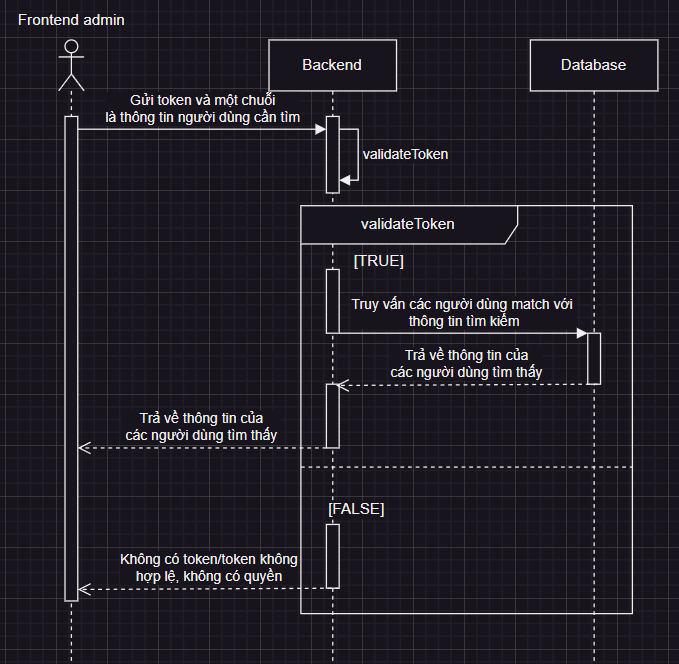 Frontend admin
Backend
Database
Gửi token và một chuỗi
là thông tin người dùng cần tìm
validateToken
validateToken
[TRUE]
Truy vấn các người dùng match với
thông tin tìm kiếm
Trả về thông tin của
các người dùng tìm thấy
Trả về thông tin của
các người dùng tìm thấy
[FALSE]
Không có token/token không
hợp lệ, không có quyền